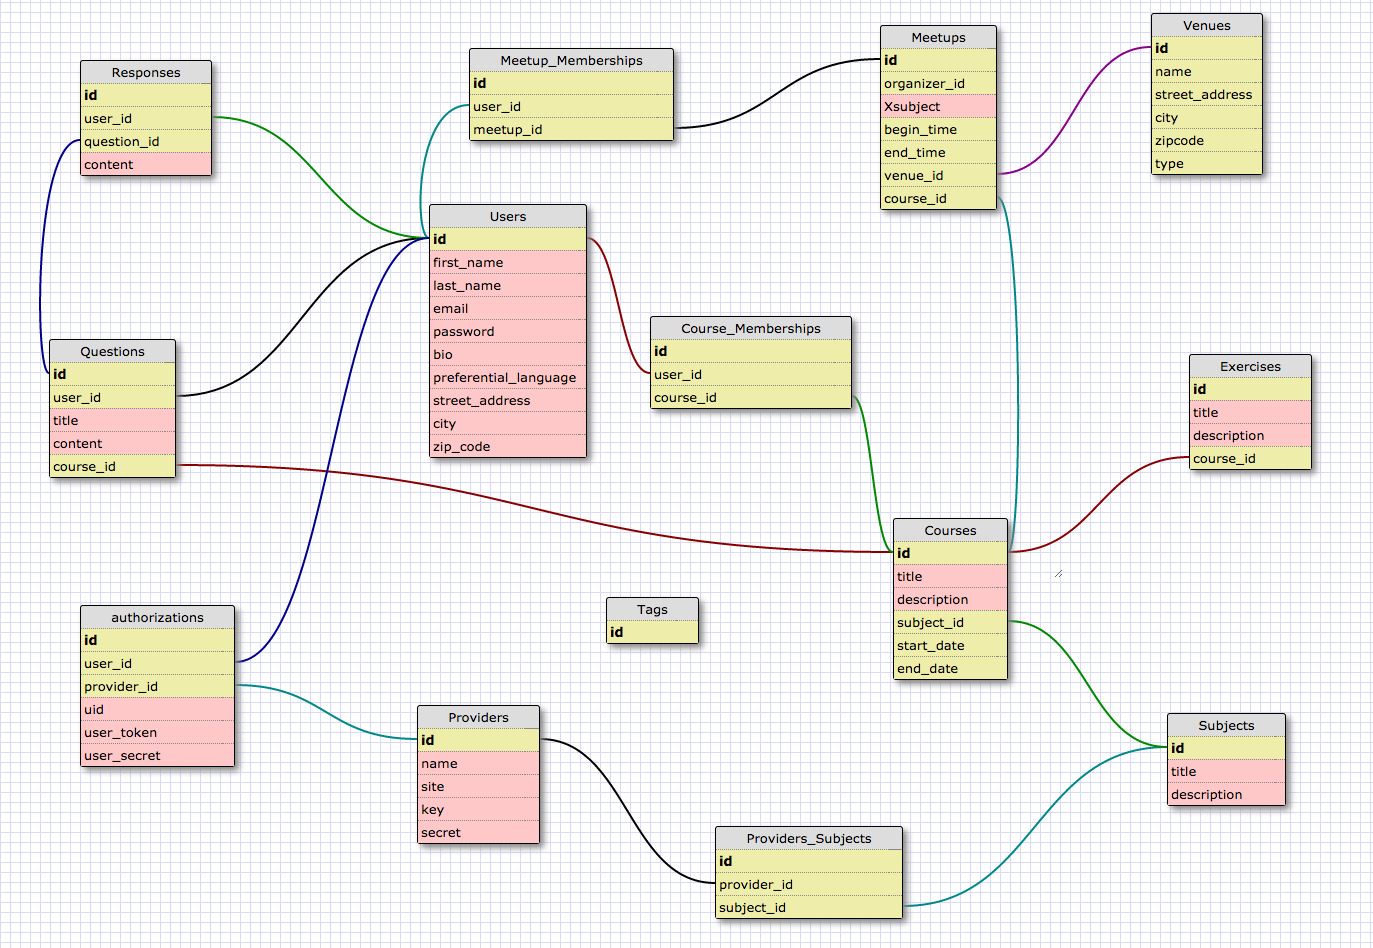 Responses
id
user_id
question_id
content
Meetup_Memberships
id
user_id
meetup_id
Meetups
id
organizer_id
Xsubject
begin_time
end_time
venue_id
course_id
Venues
id
name
street_address
city
zipcode
type
Users
id
first_name
last_name
email
password
bio
preferential_language
street_address
city
zip_code
Questions
id
user_id
title
content
course_id
Course_Memberships
id
user_id
course_id
Exercises
id
title
description
course_id
Courses
id
title
description
subject_id
start_date
end_date
authorizations
id
user_id
provider_id
uid
user_token
user_secret
Tags
id
Providers
id
name
site
key
secret
Subjects
id
title
description
Providers_Subjects
id
provider_id
subject_id